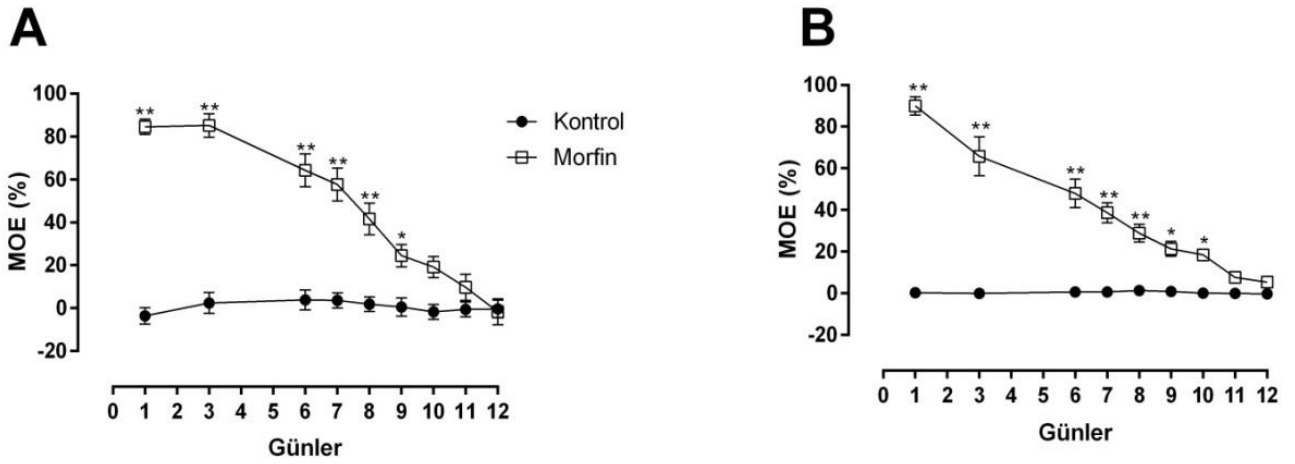 A
100
80
60
40
20
0
-20
MOE (%)
** ** ** ** ** *
Kontrol
Morfin
0 1 2 3 4 5 6 7 8 9 10 11 12
Günler
B
100
80
60
40
20
0
-20
MOE (%)
** ** ** ** ** * *
0 1 2 3 4 5 6 7 8 9 10 11 12
Günler